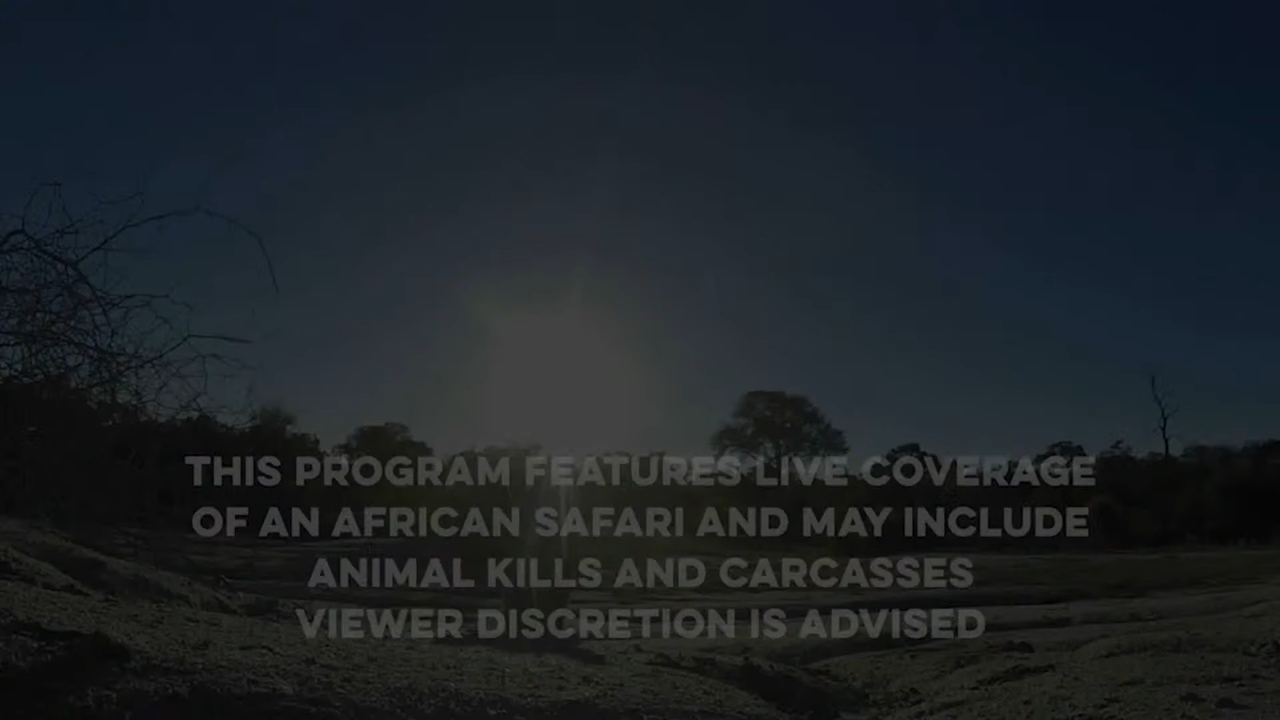 THIS PROGRAM FEATURES LIVE COVERAGE
OF AN AFRICAN SAFARI AND MAY INCLUDE
ANIMAL KILLS AND CARCASSES
VIEWER DISCRETION IS ADVISED